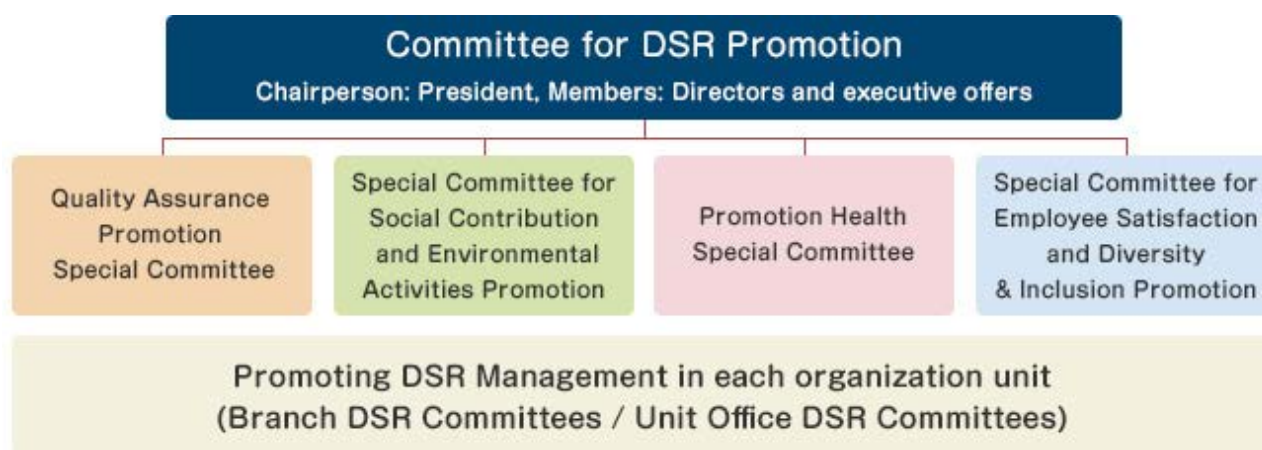 Committee for DSR Promotion
Chairperson: President, Members: Directors and executive offers
Quality Assurance
Promotion
Special Committee
Special Committee for
Social Contribution
and Environmental
Activities Promotion
Promotion Health
Special Committee
Special Committee for
Employee Satisfaction
and Diversity
& Inclusion Promotion
Promoting DSR Management in each organization unit
(Branch DSR Committees / Unit Office DSR Committees)